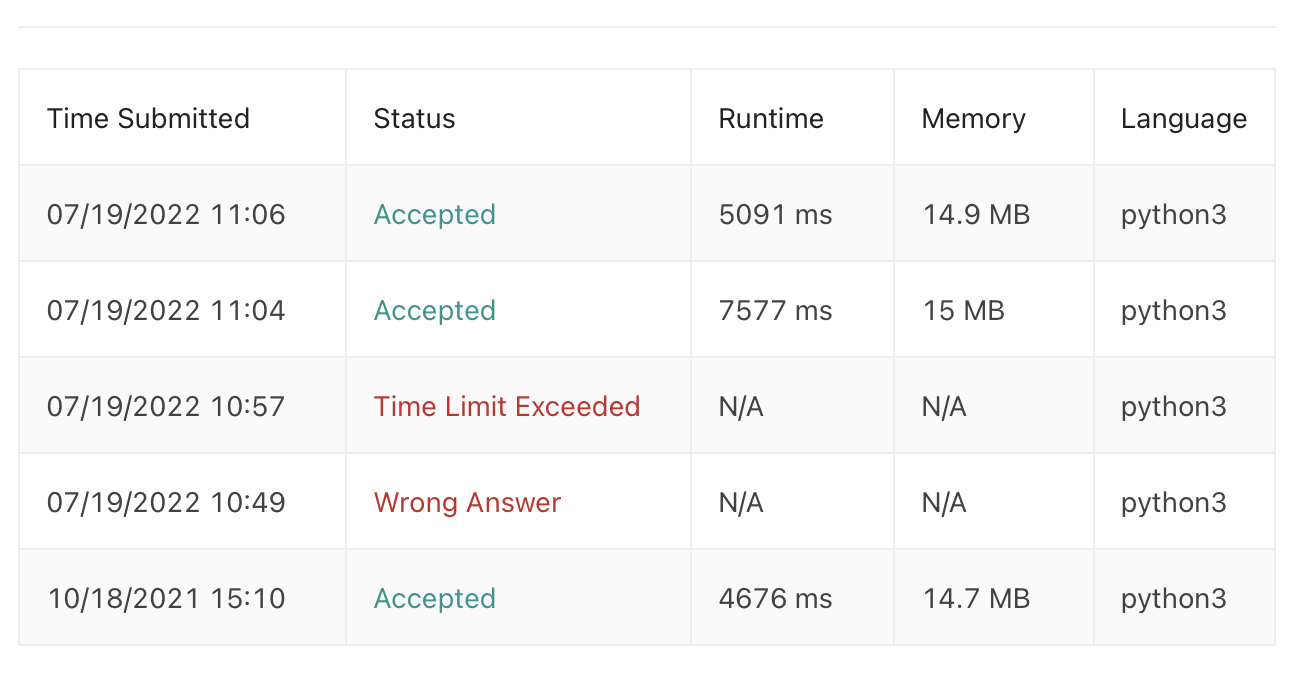 Time Submitted Status Runtime Memory Language
07/19/2022 11:06 Accepted 5091 ms 14.9 MB python3
07/19/2022 11:04 Accepted 7577 ms 15 MB python3
07/19/2022 10:57 Time Limit Exceeded N/A N/A python3
07/19/2022 10:49 Wrong Answer N/A N/A python3
10/18/2021 15:10 Accepted 4676 ms 14.7 MB python3